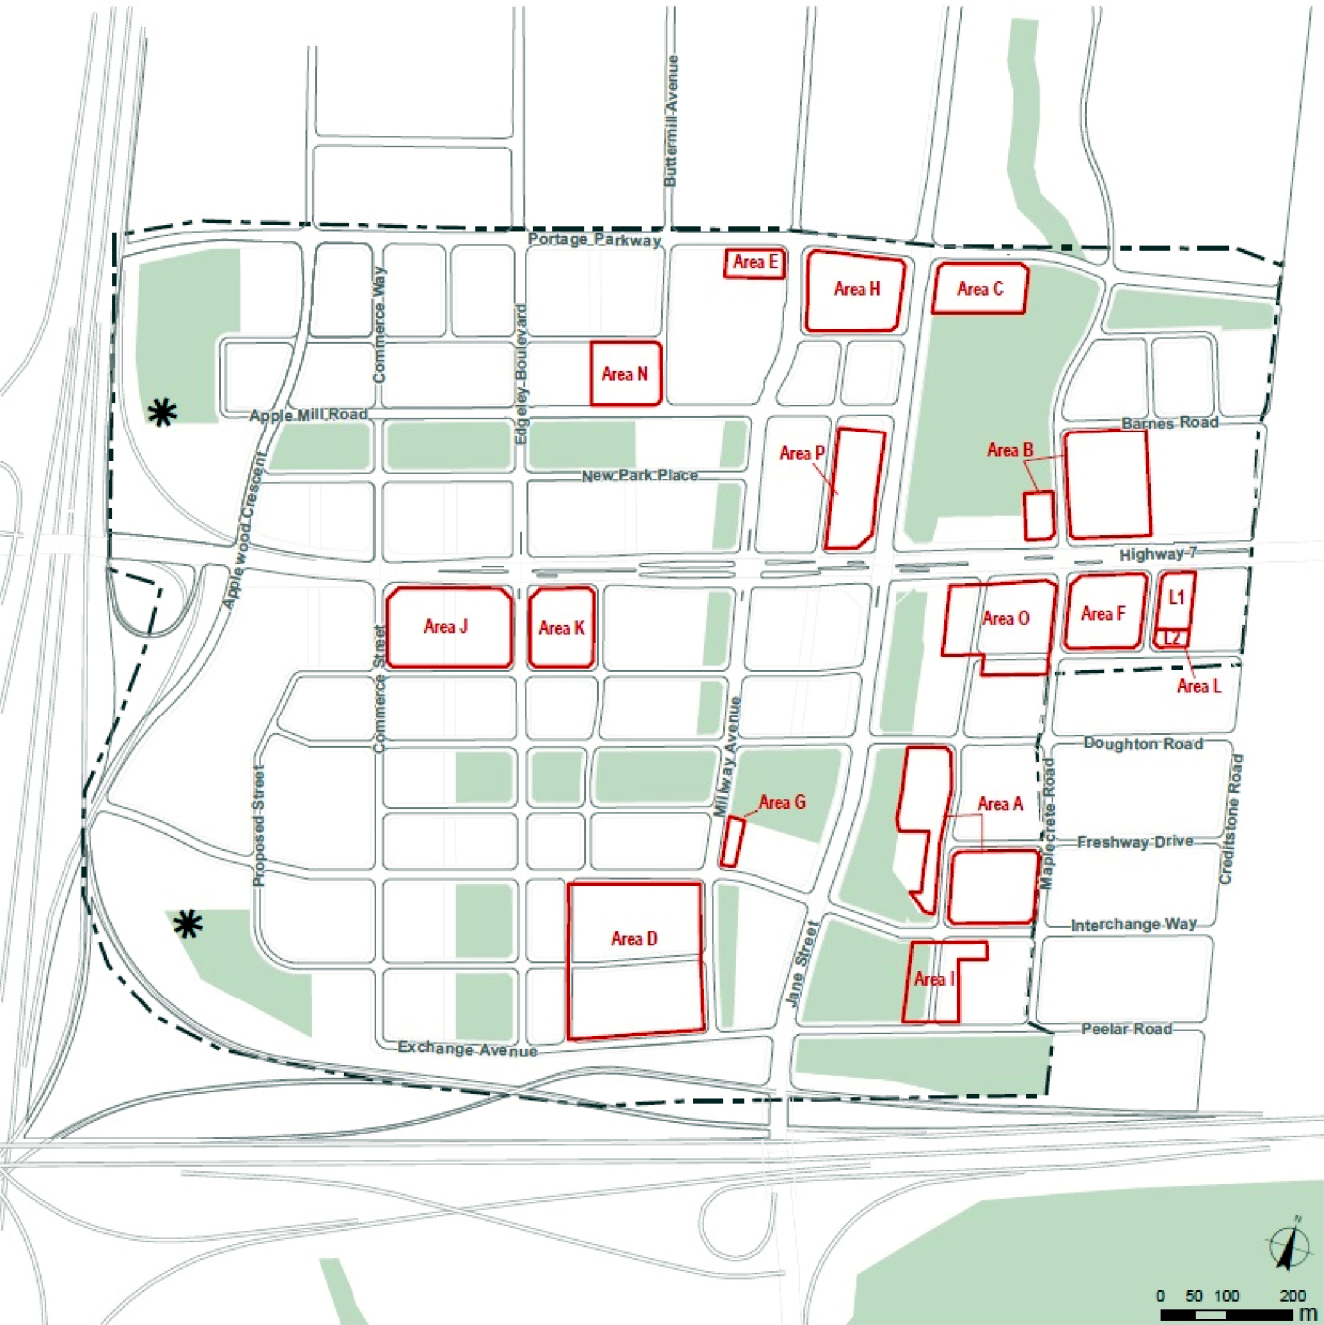 Buttermill Avenue
Portage Parkway
Area E
Area H
Area C
Commerce Way
Edgeley Boulevard
Area N
Apple Mill Road
Barnes Road
Area P
Area B
New Park Place
Applewood Crescent
Highway 7
Area J
Area K
Area O
Area F
L1
L2
Area L
Commerce Street
Millway Avenue
Doughton Road
Proposed Street
Area G
Area A
Maplecrete Road
Creditstone Road
Freshway Drive
Interchange Way
Area D
Jane Street
Area I
Peelar Road
Exchange Avenue
N
0 50 100 200
m